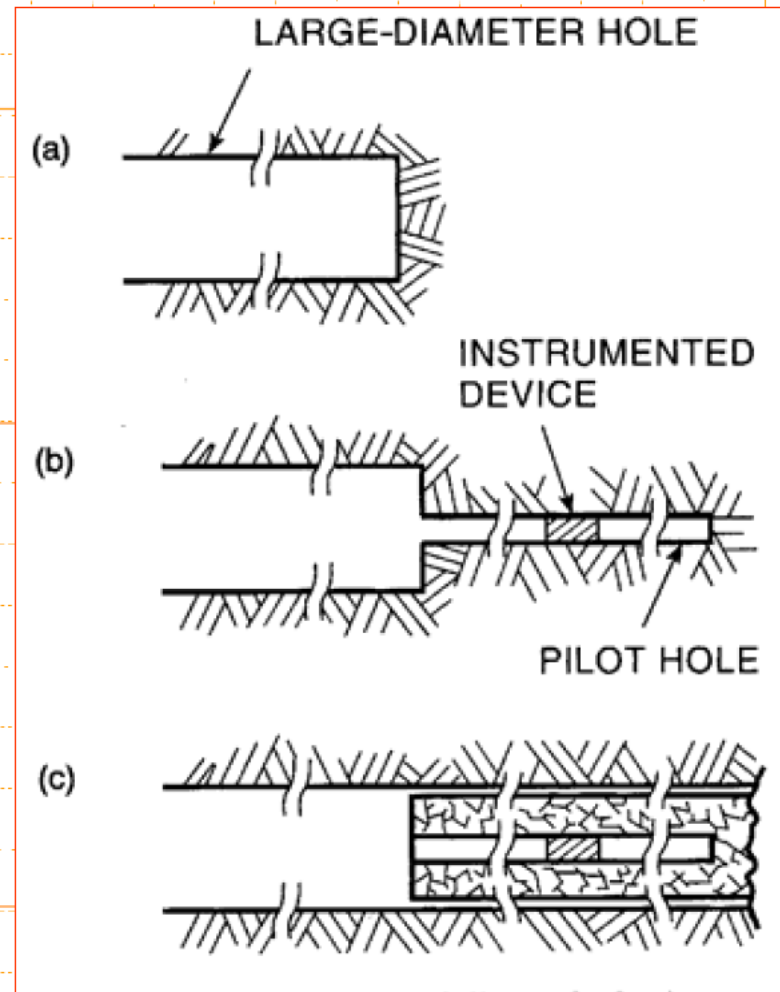 LARGE-DIAMETER HOLE
(a)
INSTRUMENTED
DEVICE
(b)
PILOT HOLE
(c)